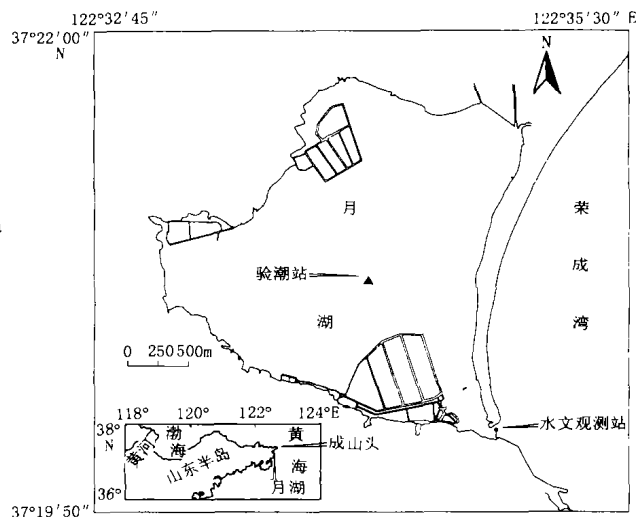 122°32′45″
122°35′30″ E
37°22′00″
N
N
月
湖
荣
成
湾
验潮站
0 250 500m
水文观测站
118° 120° 122° 124°E
38°
N
36°
黄河
渤
海
山东半岛
黄
海
成山头
月湖
37°19′50″